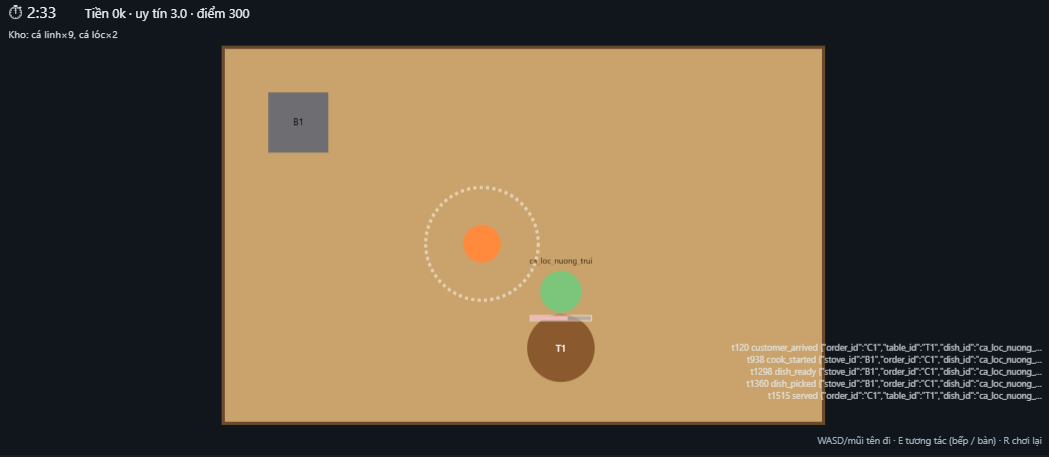 ⏱ 2:33 Tiền 0k · uy tín 3.0 · điểm 300
Kho: cá linh×9, cá lóc×2
B1
ca_loc_nuong_trui
T1
t120 customer_arrived {"order_id":"C1","table_id":"T1","dish_id":"ca_loc_nuong_...
t938 cook_started {"stove_id":"B1","order_id":"C1","dish_id":"ca_loc_nuong_...
t1298 dish_ready {"stove_id":"B1","order_id":"C1","dish_id":"ca_loc_nuong_...
t1360 dish_picked {"stove_id":"B1","order_id":"C1","dish_id":"ca_loc_nuong_...
t1515 served {"order_id":"C1","table_id":"T1","dish_id":"ca_loc_nuong_...
WASD/mũi tên đi · E tương tác (bếp / bàn) · R chơi lại